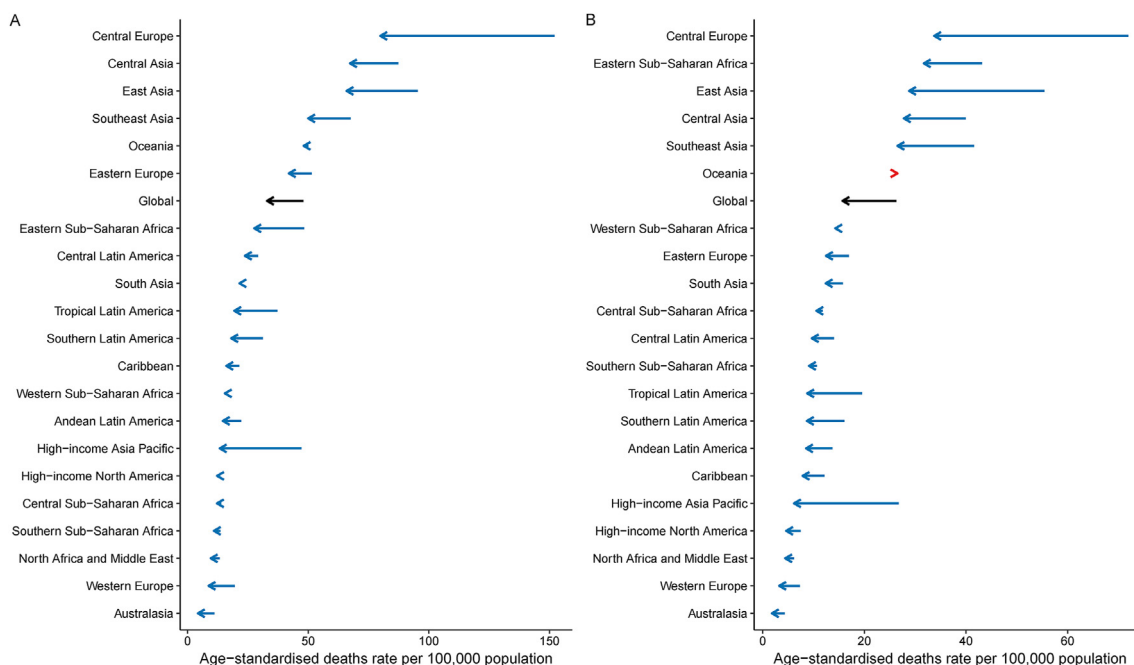 A
Central Europe
Central Asia
East Asia
Southeast Asia
Oceania
Eastern Europe
Global
Eastern Sub−Saharan Africa
Central Latin America
South Asia
Tropical Latin America
Southern Latin America
Caribbean
Western Sub−Saharan Africa
Andean Latin America
High−income Asia Pacific
High−income North America
Central Sub−Saharan Africa
Southern Sub−Saharan Africa
North Africa and Middle East
Western Europe
Australasia
0 50 100 150
Age−standardised deaths rate per 100,000 population
B
Central Europe
Eastern Sub−Saharan Africa
East Asia
Central Asia
Southeast Asia
Oceania
Global
Western Sub−Saharan Africa
Eastern Europe
South Asia
Central Sub−Saharan Africa
Central Latin America
Southern Sub−Saharan Africa
Tropical Latin America
Southern Latin America
Andean Latin America
Caribbean
High−income Asia Pacific
High−income North America
North Africa and Middle East
Western Europe
Australasia
0 20 40 60
Age−standardised deaths rate per 100,000 population